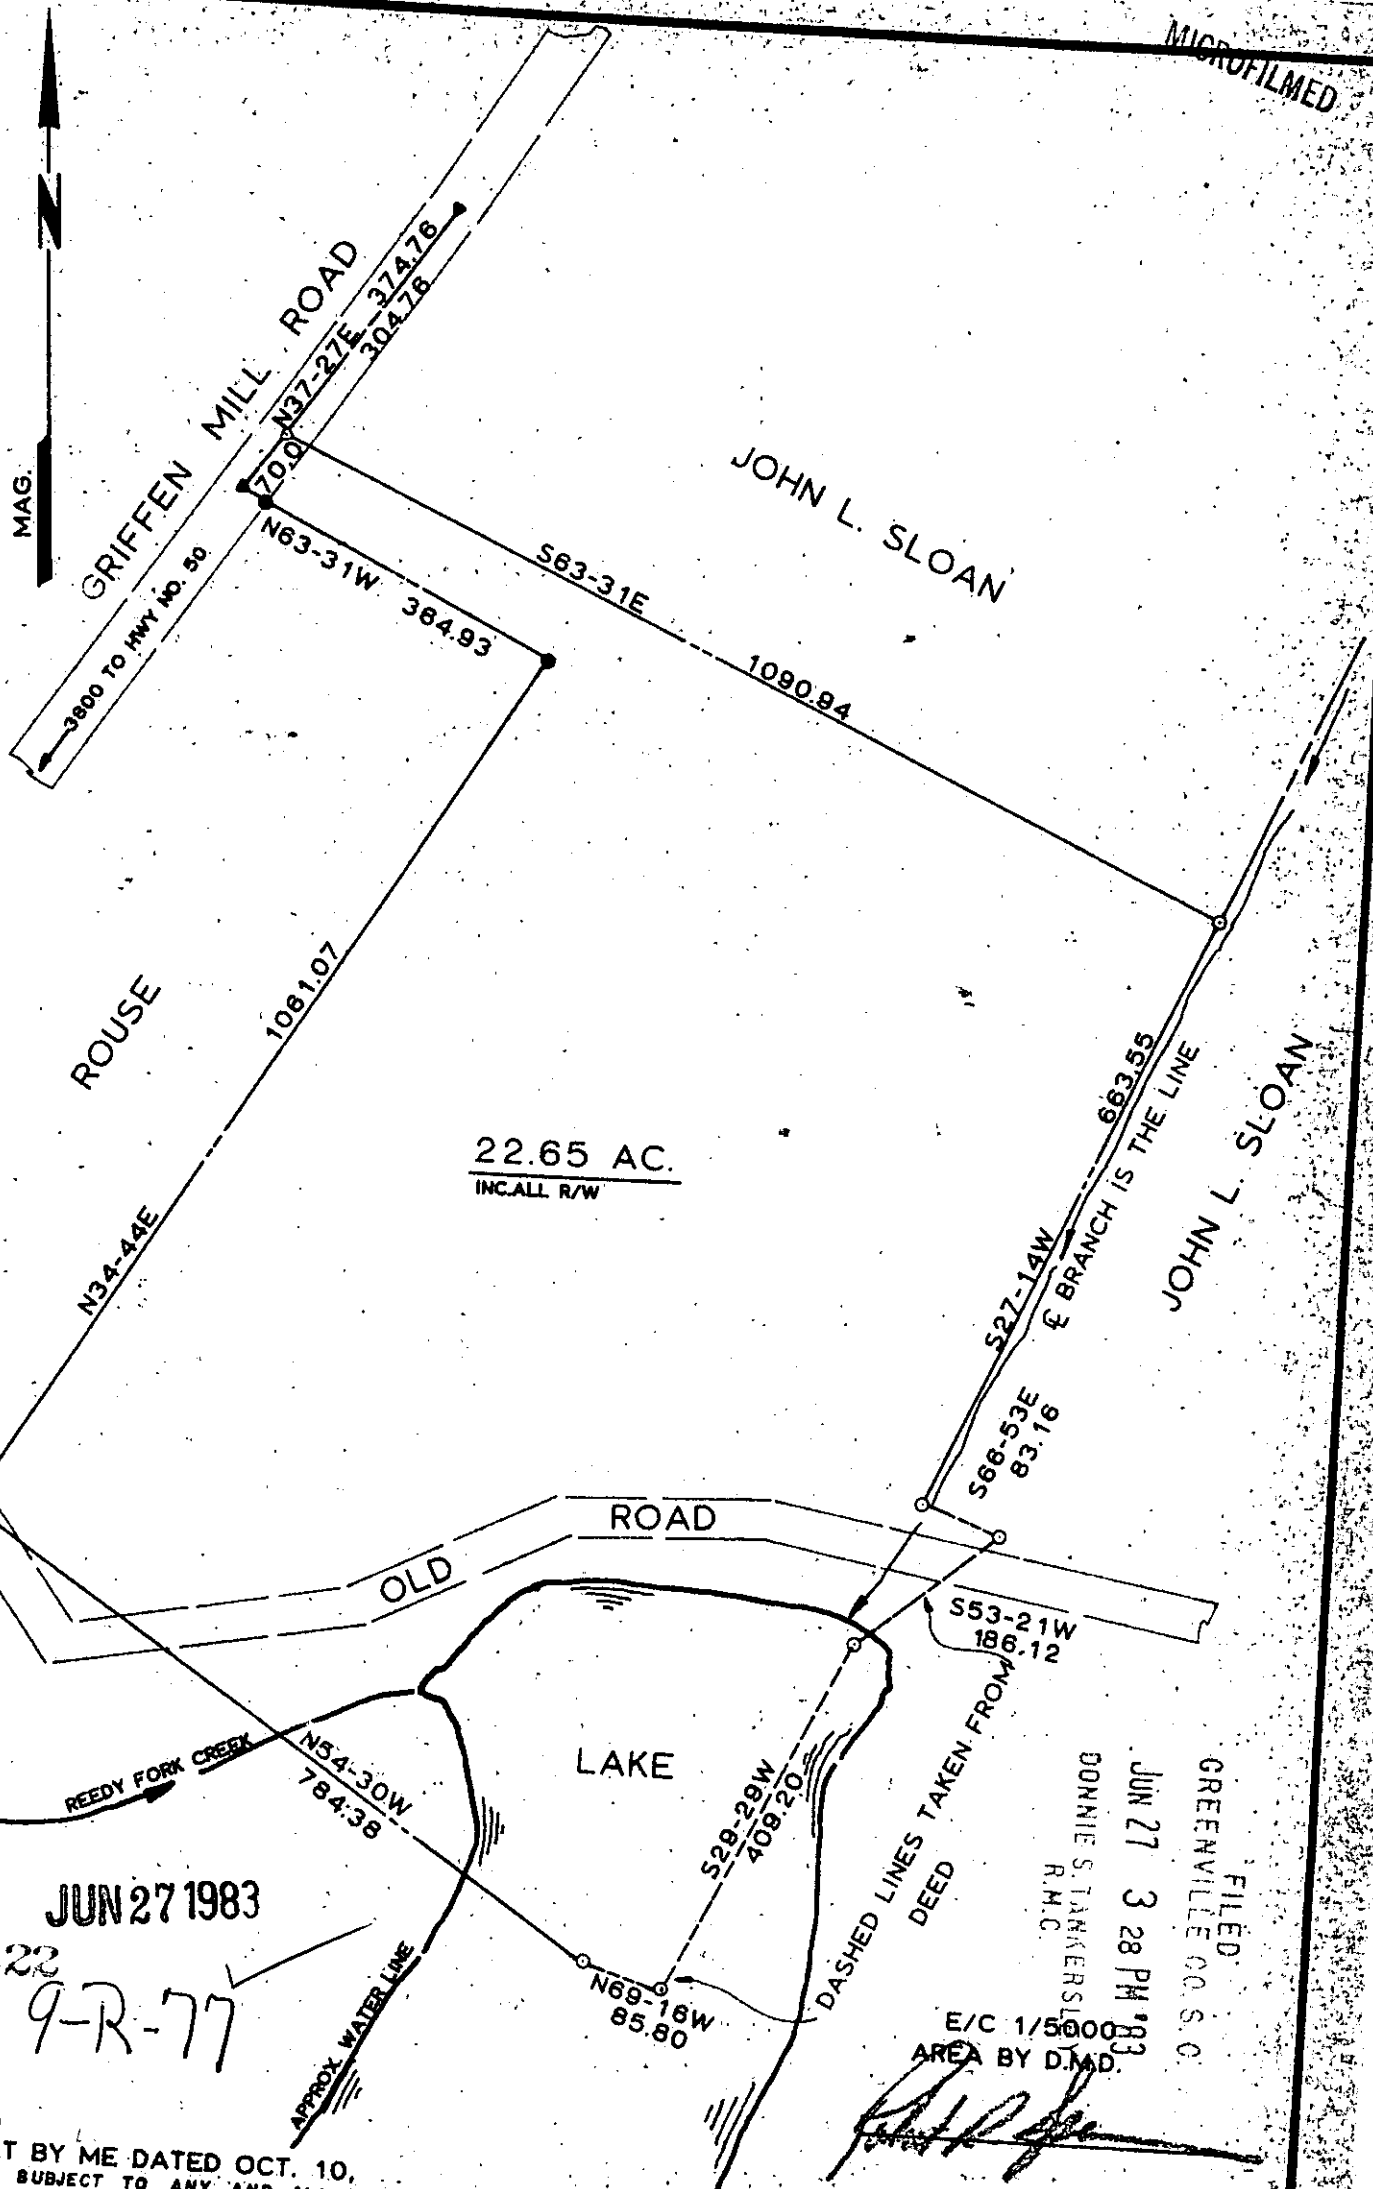 MICROFILMED
N
MAG.
GRIFFEN MILL ROAD
N37-27E 374.76
304.76
70.0
3800 TO HWY NO. 50
N63-31W 384.93
S63-31E 1090.94
JOHN L. SLOAN
ROUSE
1061.07
N34-44E
22.65 AC.
INC. ALL R/W
663.55
S27-14W
℄ BRANCH IS THE LINE
JOHN L. SLOAN
S66-53E
83.16
OLD ROAD
S53-21W
186.12
LAKE
REEDY FORK CREEK
N54-30W
784.38
S29-29W
409.20
DASHED LINES TAKEN FROM
DEED
N69-16W
85.80
APPROX. WATER LINE
JUN 27 1983
22
9-R-77
FILED
GREENVILLE CO. S. C.
JUN 27 3 28 PM '83
DONNIE S. TANKERSLEY
R.M.C.
E/C 1/5000
AREA BY D.M.D.
T BY ME DATED OCT. 10,
SUBJECT TO ANY AND